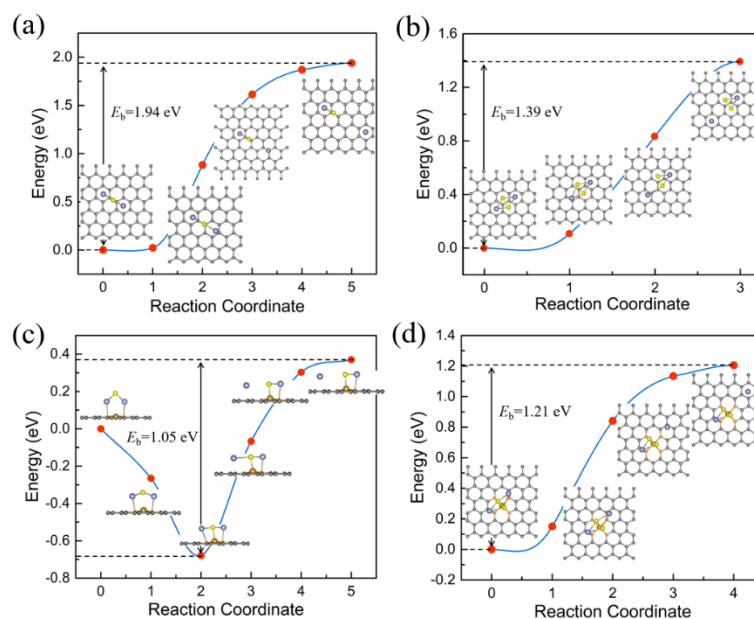 (a)
2.0
1.5
1.0
0.5
0.0
Energy (eV)
E_b=1.94 eV
0 1 2 3 4 5
Reaction Coordinate
(b)
1.6
1.2
0.8
0.4
0.0
Energy (eV)
E_b=1.39 eV
0 1 2 3
Reaction Coordinate
(c)
0.4
0.2
0.0
-0.2
-0.4
-0.6
-0.8
Energy (eV)
E_b=1.05 eV
0 1 2 3 4 5
Reaction Coordinate
(d)
1.4
1.2
1.0
0.8
0.6
0.4
0.2
0.0
-0.2
Energy (eV)
E_b=1.21 eV
0 1 2 3 4
Reaction Coordinate